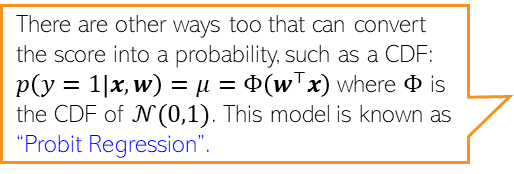 There are other ways too that can convert
the score into a probability, such as a CDF:
𝑝(𝑦 = 1|𝒙, 𝒘) = 𝜇 = Φ(𝒘⊤𝒙) where Φ is
the CDF of 𝒩(0,1). This model is known as
“Probit Regression”.